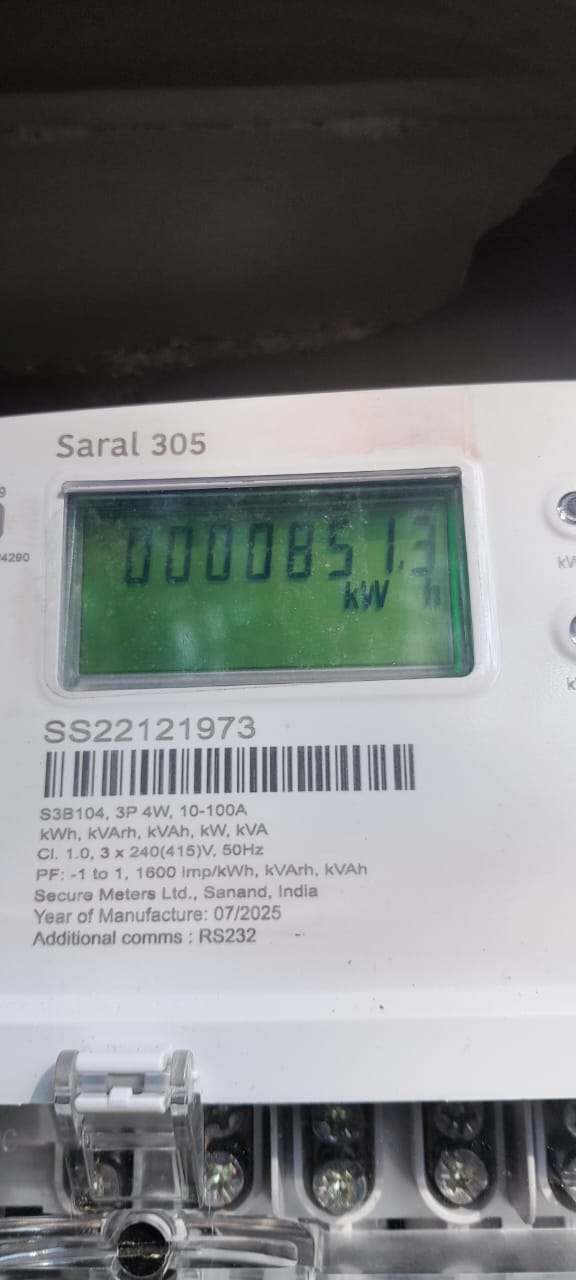 Saral 305
0000851.3
kW h
4290
SS22121973
S3B104, 3P 4W, 10-100A
kWh, kVArh, kVAh, kW, kVA
Cl. 1.0, 3 x 240(415)V, 50Hz
PF: -1 to 1, 1600 imp/kWh, kVArh, kVAh
Secure Meters Ltd., Sanand, India
Year of Manufacture: 07/2025
Additional comms : RS232